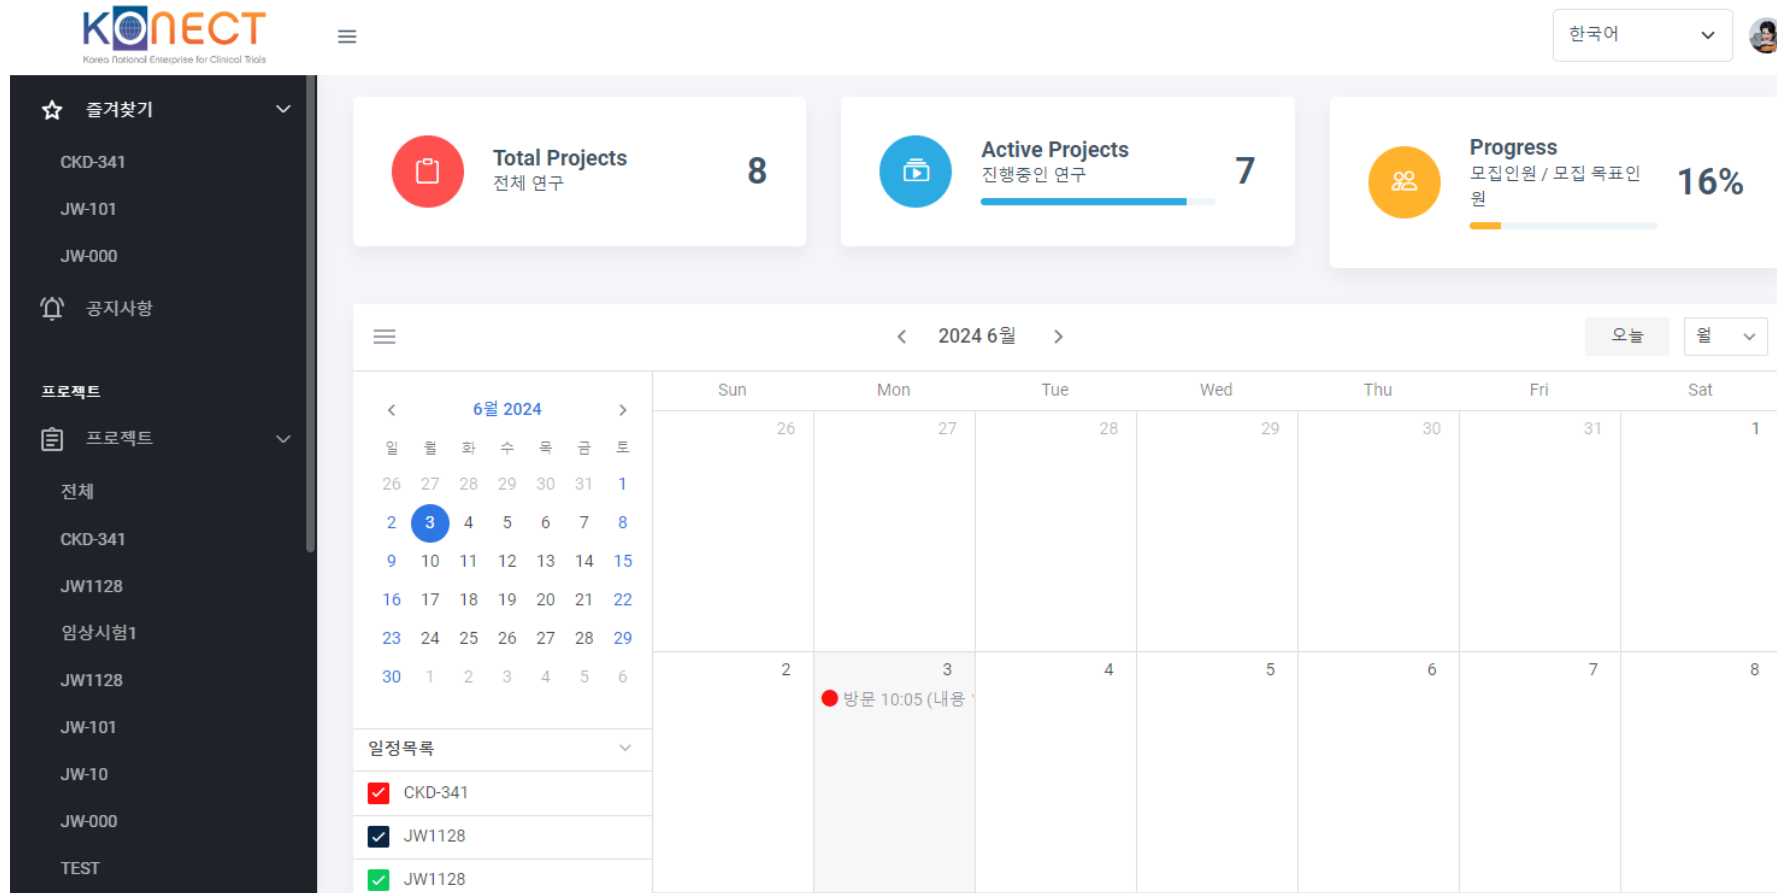 KONECT
Korea National Enterprise for Clinical Trials
한국어
즐겨찾기
CKD-341
JW-101
JW-000
공지사항
프로젝트
프로젝트
전체
CKD-341
JW1128
임상시험1
JW1128
JW-101
JW-10
JW-000
TEST
Total Projects
전체 연구
8
Active Projects
진행중인 연구
7
Progress
모집인원 / 모집 목표인
원
16%
2024 6월
오늘
월
6월 2024
일 월 화 수 목 금 토
26 27 28 29 30 31 1
2 3 4 5 6 7 8
9 10 11 12 13 14 15
16 17 18 19 20 21 22
23 24 25 26 27 28 29
30 1 2 3 4 5 6
일정목록
CKD-341
JW1128
JW1128
Sun Mon Tue Wed Thu Fri Sat
26 27 28 29 30 31 1
2 3 4 5 6 7 8
방문 10:05 (내용